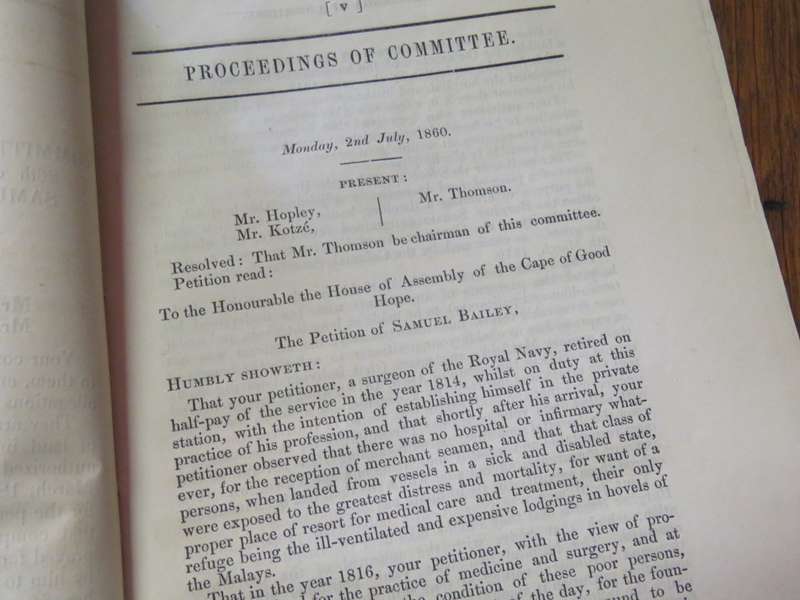 [ v ]
PROCEEDINGS OF COMMITTEE.
Monday, 2nd July, 1860.
PRESENT:
Mr. Hopley,
Mr. Kotzé,
Mr. Thomson.
Resolved: That Mr. Thomson be chairman of this committee.
Petition read:
To the Honourable the House of Assembly of the Cape of Good
Hope.
The Petition of SAMUEL BAILEY,
HUMBLY SHOWETH:
That your petitioner, a surgeon of the Royal Navy, retired on
half-pay of the service in the year 1814, whilst on duty at this
station, with the intention of establishing himself in the private
practice of his profession, and that shortly after his arrival, your
petitioner observed that there was no hospital or infirmary what-
ever, for the reception of merchant seamen, and that that class of
persons, when landed from vessels in a sick and disabled state,
were exposed to the greatest distress and mortality, for want of a
proper place of resort for medical care and treatment, their only
refuge being the ill-ventilated and expensive lodgings in hovels of
the Malays.
That in the year 1816, your petitioner, with the view of pro-
for the practice of medicine and surgery, and at
the condition of these poor persons,
of the day, for the foun-
to be